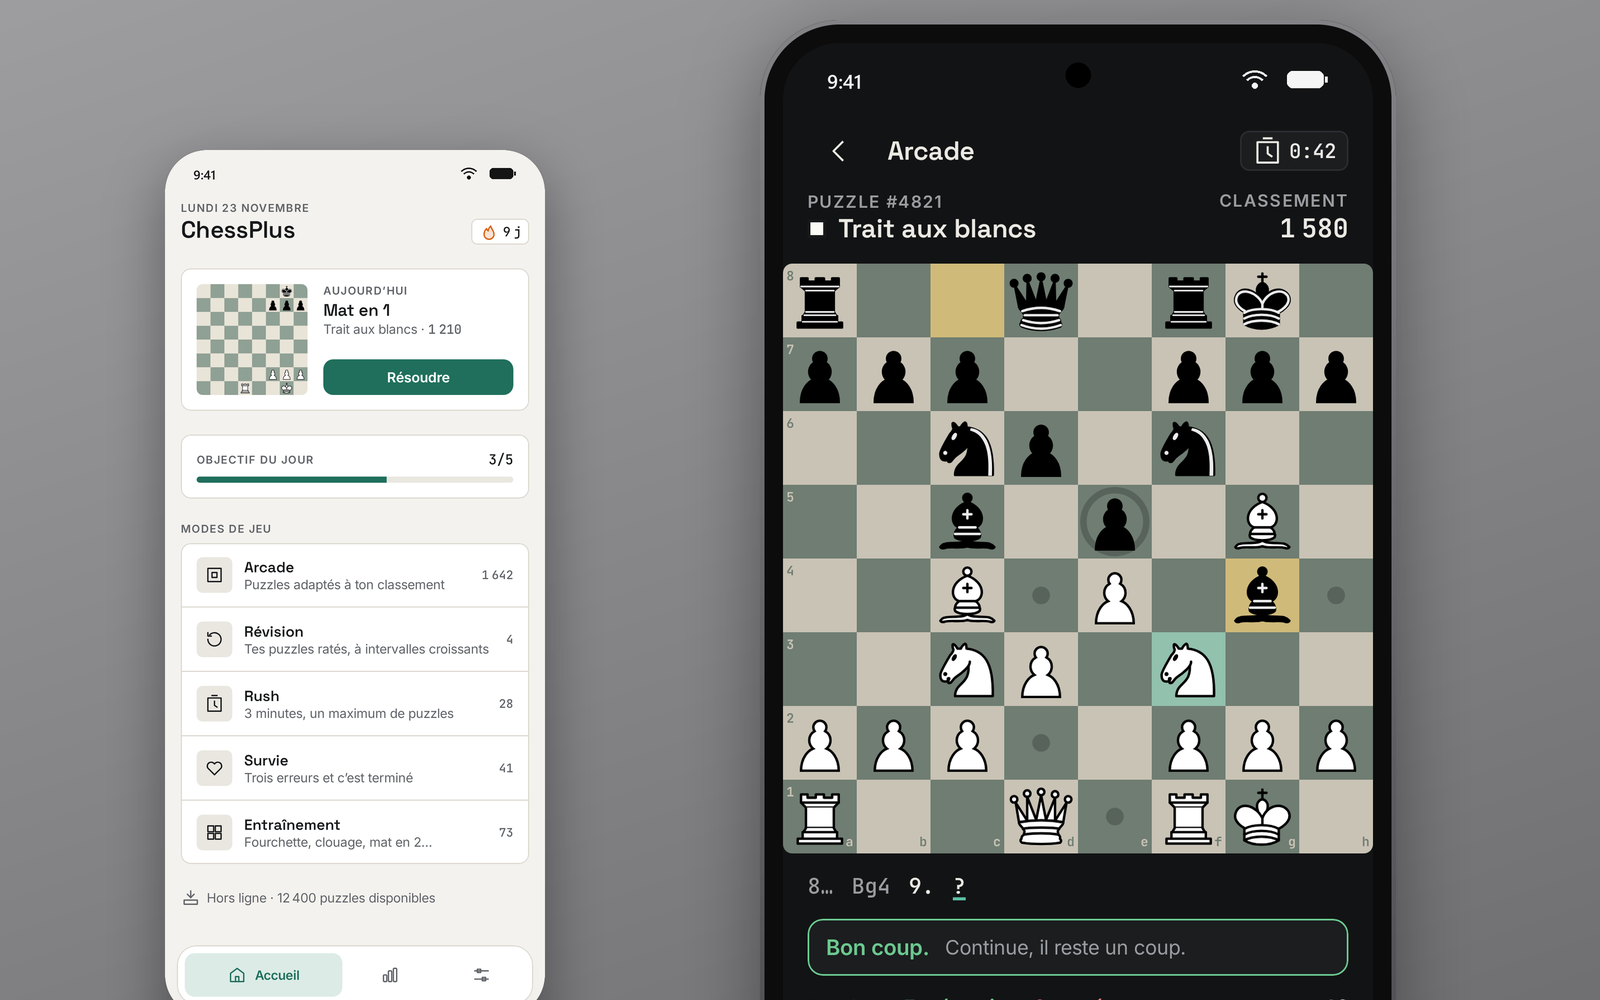 9:41
LUNDI 23 NOVEMBRE
ChessPlus
9 j
AUJOURD’HUI
Mat en 1
Trait aux blancs · 1 210
Résoudre
OBJECTIF DU JOUR 3/5
MODES DE JEU
Arcade
Puzzles adaptés à ton classement
1 642
Révision
Tes puzzles ratés, à intervalles croissants
4
Rush
3 minutes, un maximum de puzzles
28
Survie
Trois erreurs et c’est terminé
41
Entraînement
Fourchette, clouage, mat en 2…
73
Hors ligne · 12 400 puzzles disponibles
Accueil
9:41
Arcade
0:42
PUZZLE #4821
CLASSEMENT
Trait aux blancs
1 580
8
7
6
5
4
3
2
1
a b c d e f g h
8… Bg4 9. ?
Bon coup. Continue, il reste un coup.